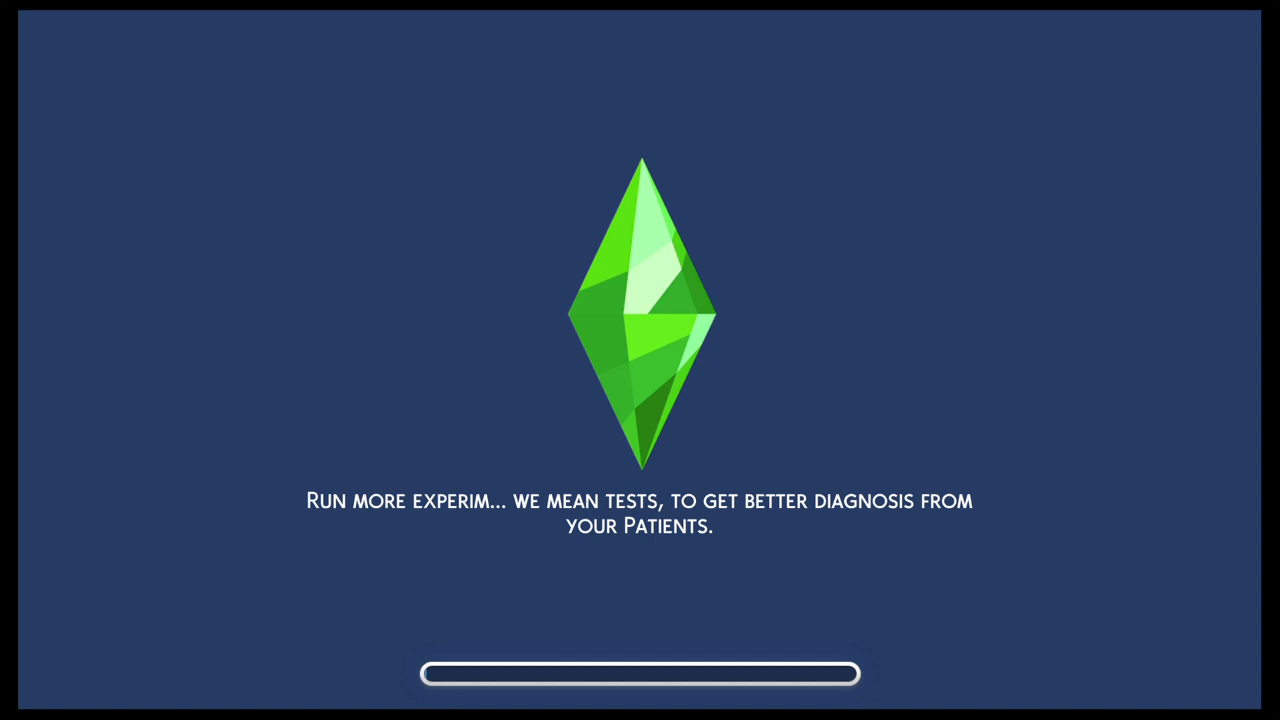 Run more experim... we mean tests, to get better diagnosis from
your Patients.